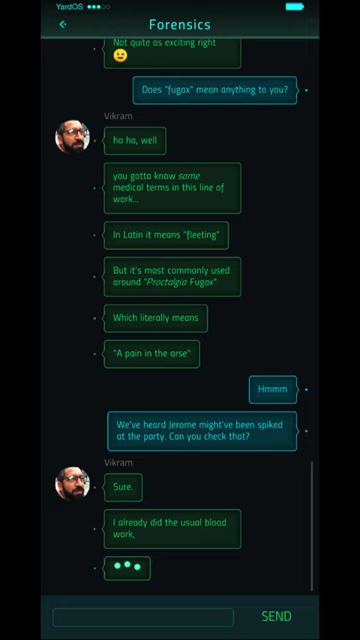 YardOS
Forensics
Not quite as exciting right
😉
Does "fugax" mean anything to you?
Vikram
ha ha, well
you gotta know some
medical terms in this line of
work...
In Latin it means "fleeting"
But it's most commonly used
around "Proctalgia Fugax"
Which literally means
"A pain in the arse"
Hmmm
We've heard Jerome might've been spiked
at the party. Can you check that?
Vikram
Sure.
I already did the usual blood
work,
SEND